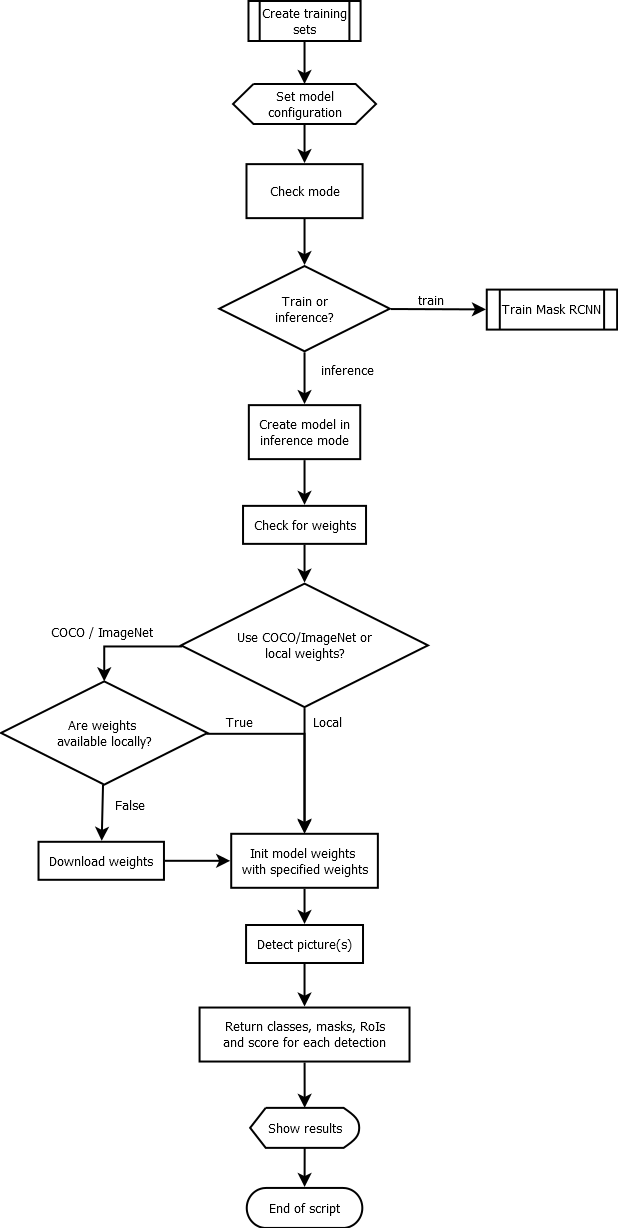 Create training
sets
Set model
configuration
Check mode
Train or
inference?
train
Train Mask RCNN
inference
Create model in
inference mode
Check for weights
COCO / ImageNet
Use COCO/ImageNet or
local weights?
Are weights
available locally?
True
Local
False
Download weights
Init model weights
with specified weights
Detect picture(s)
Return classes, masks, RoIs
and score for each detection
Show results
End of script